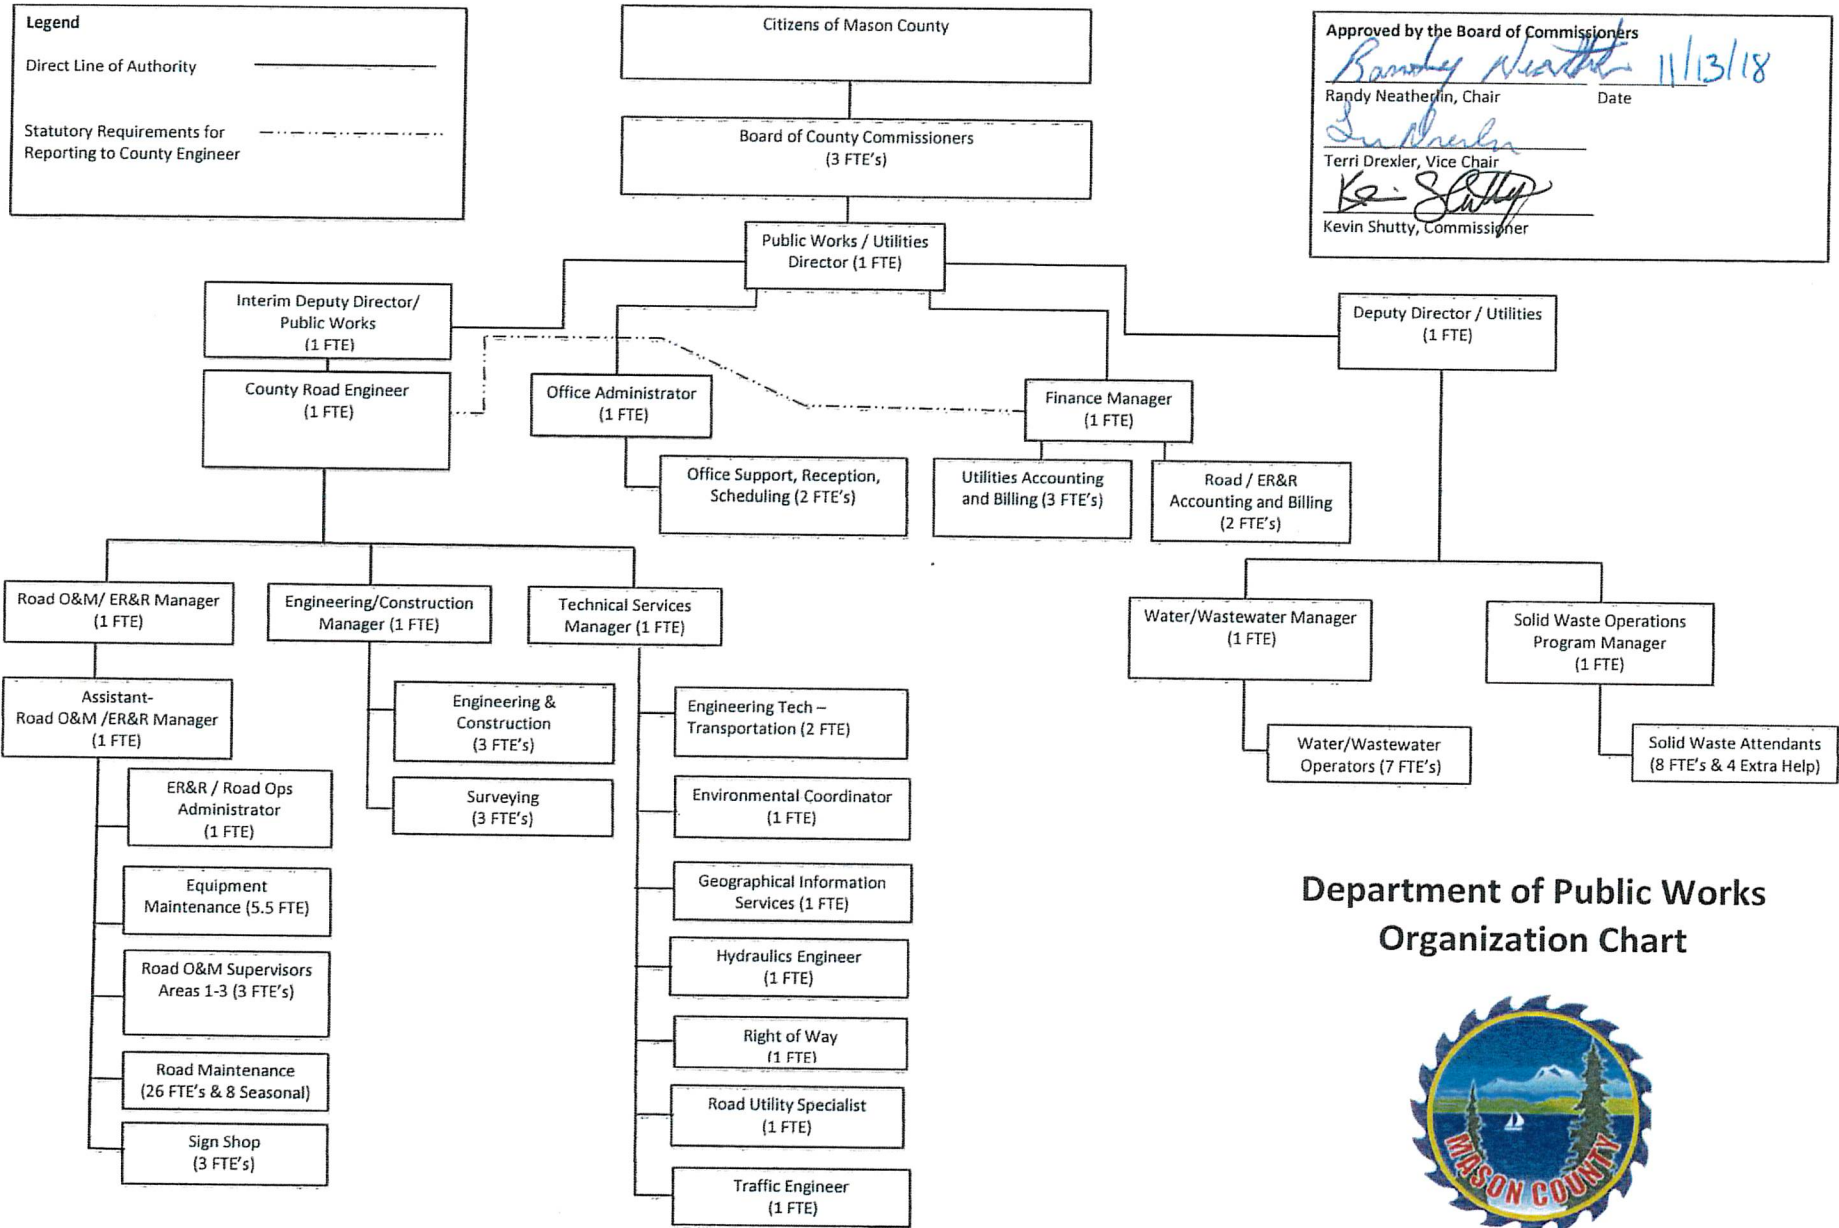 Legend
Direct Line of Authority
Statutory Requirements for
Reporting to County Engineer
Citizens of Mason County
Board of County Commissioners
(3 FTE's)
Approved by the Board of Commissioners
11/13/18
Randy Neatherlin, Chair
Date
Terri Drexler, Vice Chair
Kevin Shutty, Commissioner
Public Works / Utilities
Director (1 FTE)
Interim Deputy Director/
Public Works
(1 FTE)
County Road Engineer
(1 FTE)
Office Administrator
(1 FTE)
Office Support, Reception,
Scheduling (2 FTE's)
Finance Manager
(1 FTE)
Utilities Accounting
and Billing (3 FTE's)
Road / ER&R
Accounting and Billing
(2 FTE's)
Deputy Director / Utilities
(1 FTE)
Road O&M/ ER&R Manager
(1 FTE)
Assistant-
Road O&M /ER&R Manager
(1 FTE)
ER&R / Road Ops
Administrator
(1 FTE)
Equipment
Maintenance (5.5 FTE)
Road O&M Supervisors
Areas 1-3 (3 FTE's)
Road Maintenance
(26 FTE's & 8 Seasonal)
Sign Shop
(3 FTE's)
Engineering/Construction
Manager (1 FTE)
Engineering &
Construction
(3 FTE's)
Surveying
(3 FTE's)
Technical Services
Manager (1 FTE)
Engineering Tech –
Transportation (2 FTE)
Environmental Coordinator
(1 FTE)
Geographical Information
Services (1 FTE)
Hydraulics Engineer
(1 FTE)
Right of Way
(1 FTE)
Road Utility Specialist
(1 FTE)
Traffic Engineer
(1 FTE)
Water/Wastewater Manager
(1 FTE)
Water/Wastewater
Operators (7 FTE's)
Solid Waste Operations
Program Manager
(1 FTE)
Solid Waste Attendants
(8 FTE's & 4 Extra Help)
Department of Public Works
Organization Chart
MASON COUNTY